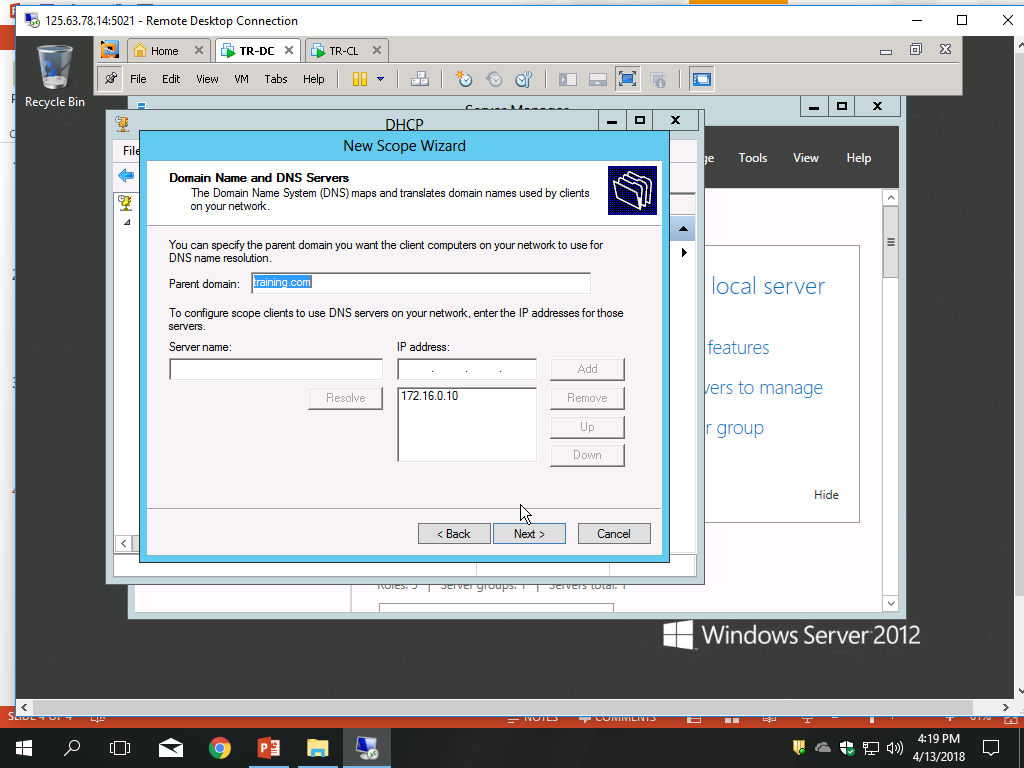 125.63.78.14:5021 - Remote Desktop Connection
Recycle Bin
Home
TR-DC
TR-CL
File Edit View VM Tabs Help
Server Manager
DHCP
File
Tools View Help
New Scope Wizard
Domain Name and DNS Servers
The Domain Name System (DNS) maps and translates domain names used by clients
on your network.
You can specify the parent domain you want the client computers on your network to use for
DNS name resolution.
Parent domain: training.com
To configure scope clients to use DNS servers on your network, enter the IP addresses for those
servers.
Server name: IP address:
. . . Add
Resolve 172.16.0.10 Remove
Up
Down
< Back Next > Cancel
local server
features
to manage
group
Hide
Roles: Server groups: 1 | Servers total: 1
Windows Server 2012
SLIDE 4 OF 4 NOTES COMMENTS 81%
4:19 PM
4/13/2018